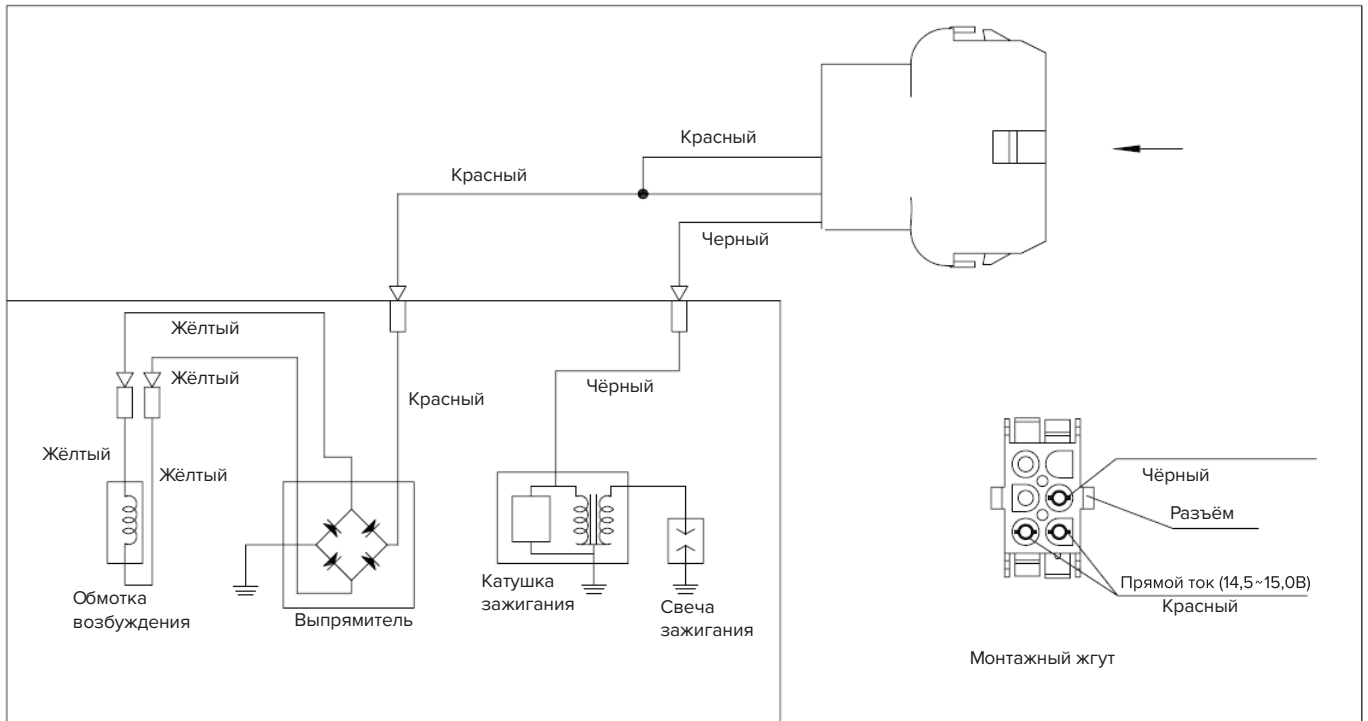 Красный
Красный
Черный
Жёлтый
Жёлтый
Красный
Чёрный
Жёлтый
Жёлтый
Обмотка
возбуждения
Выпрямитель
Катушка
зажигания
Свеча
зажигания
Чёрный
Разъём
Прямой ток (14,5~15,0В)
Красный
Монтажный жгут